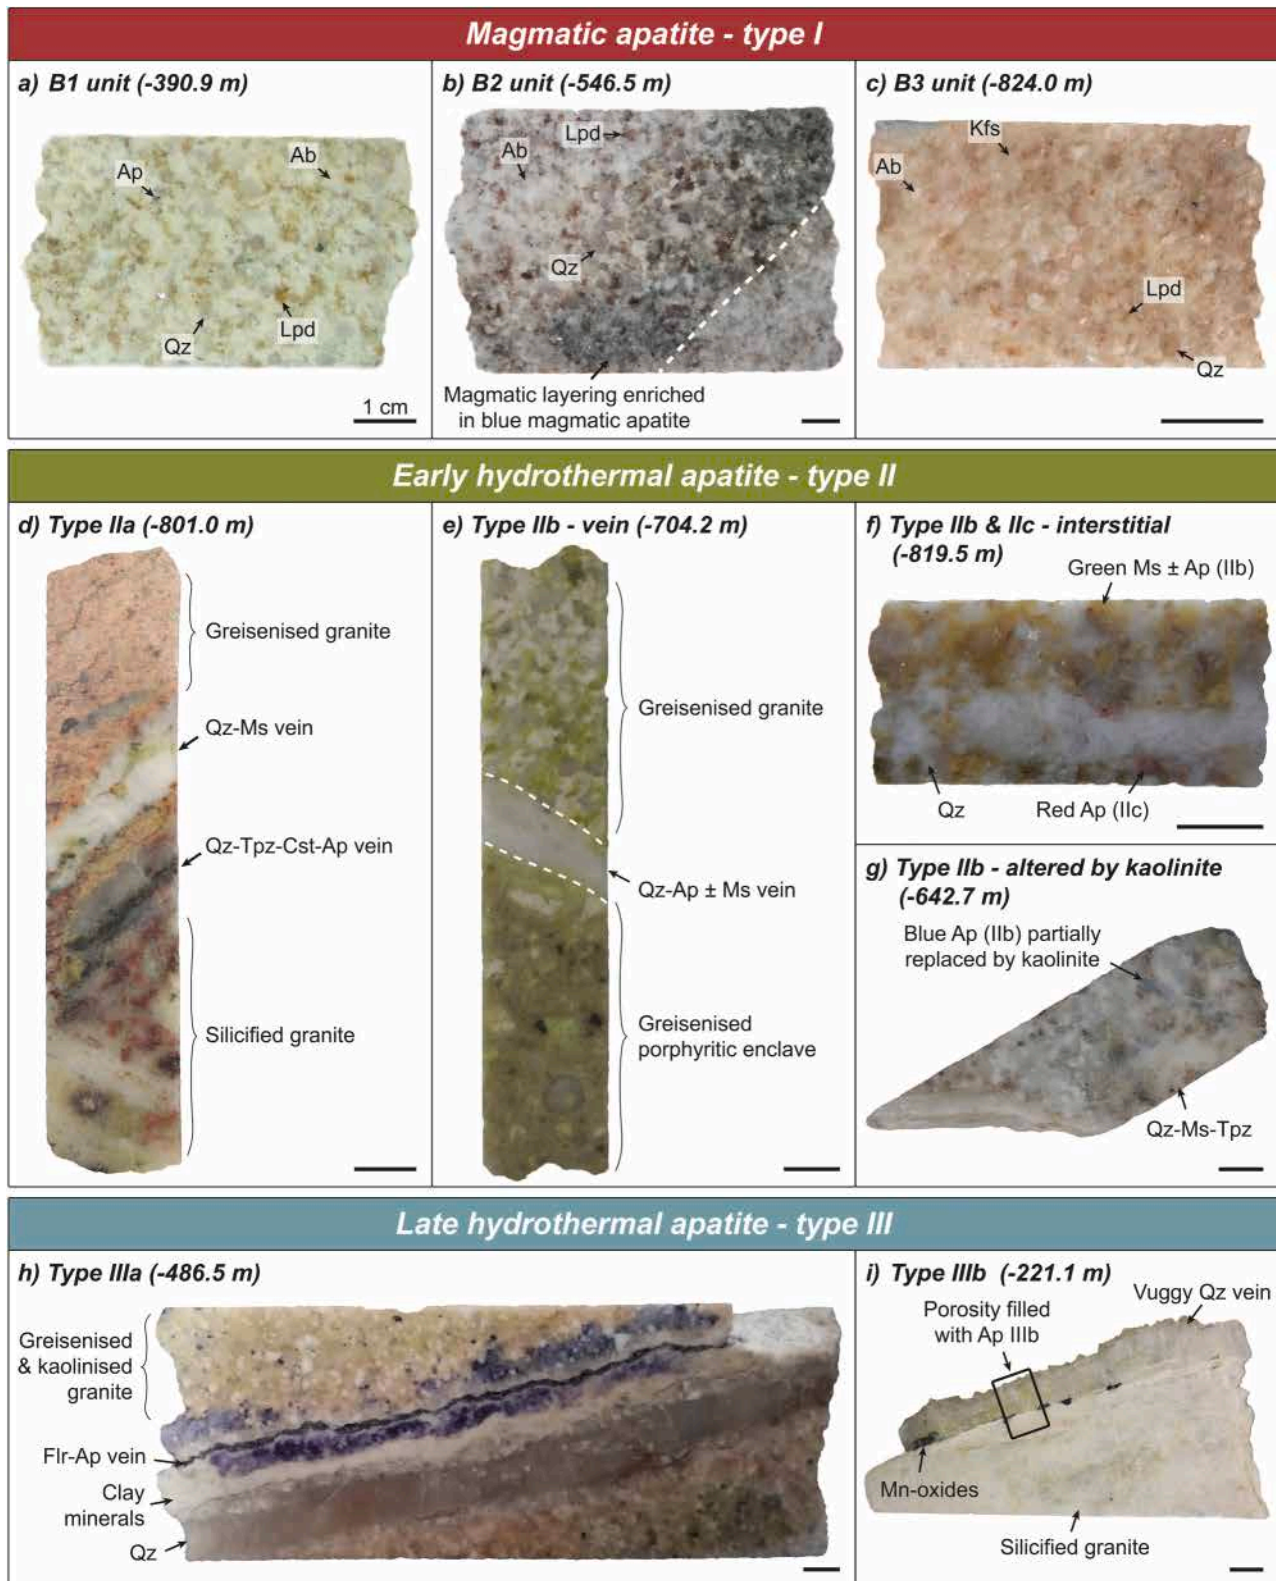 Magmatic apatite - type I
a) B1 unit (-390.9 m)
Ap
Ab
Qz
Lpd
1 cm
b) B2 unit (-546.5 m)
Lpd
Ab
Qz
Magmatic layering enriched
in blue magmatic apatite
c) B3 unit (-824.0 m)
Kfs
Ab
Lpd
Qz
Early hydrothermal apatite - type II
d) Type IIa (-801.0 m)
Greisenised granite
Qz-Ms vein
Qz-Tpz-Cst-Ap vein
Silicified granite
e) Type IIb - vein (-704.2 m)
Greisenised granite
Qz-Ap ± Ms vein
Greisenised
porphyritic enclave
f) Type IIb & IIc - interstitial
(-819.5 m)
Green Ms ± Ap (IIb)
Qz
Red Ap (IIc)
g) Type IIb - altered by kaolinite
(-642.7 m)
Blue Ap (IIb) partially
replaced by kaolinite
Qz-Ms-Tpz
Late hydrothermal apatite - type III
h) Type IIIa (-486.5 m)
Greisenised
& kaolinised
granite
Flr-Ap vein
Clay
minerals
Qz
i) Type IIIb (-221.1 m)
Porosity filled
with Ap IIIb
Vuggy Qz vein
Mn-oxides
Silicified granite